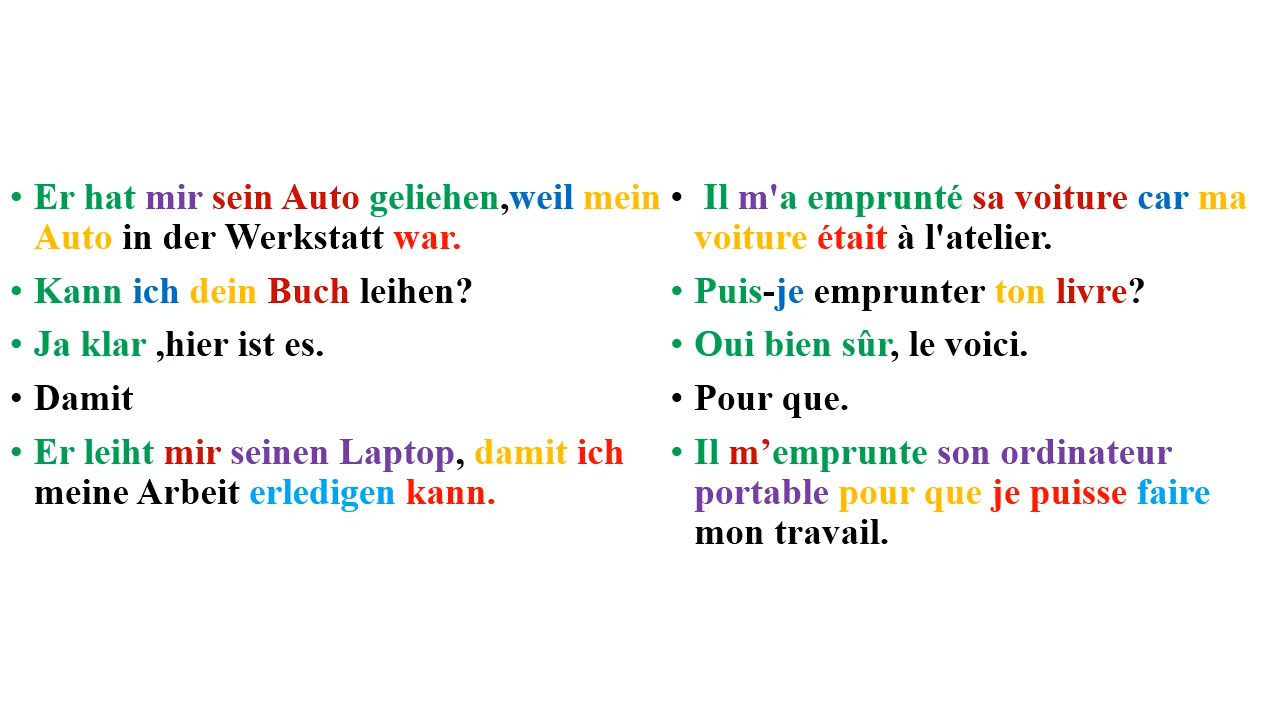 • Er hat mir sein Auto geliehen,weil mein
Auto in der Werkstatt war.
• Kann ich dein Buch leihen?
• Ja klar ,hier ist es.
• Damit
• Er leiht mir seinen Laptop, damit ich
meine Arbeit erledigen kann.
• Il m'a emprunté sa voiture car ma
voiture était à l'atelier.
• Puis-je emprunter ton livre?
• Oui bien sûr, le voici.
• Pour que.
• Il m’emprunte son ordinateur
portable pour que je puisse faire
mon travail.